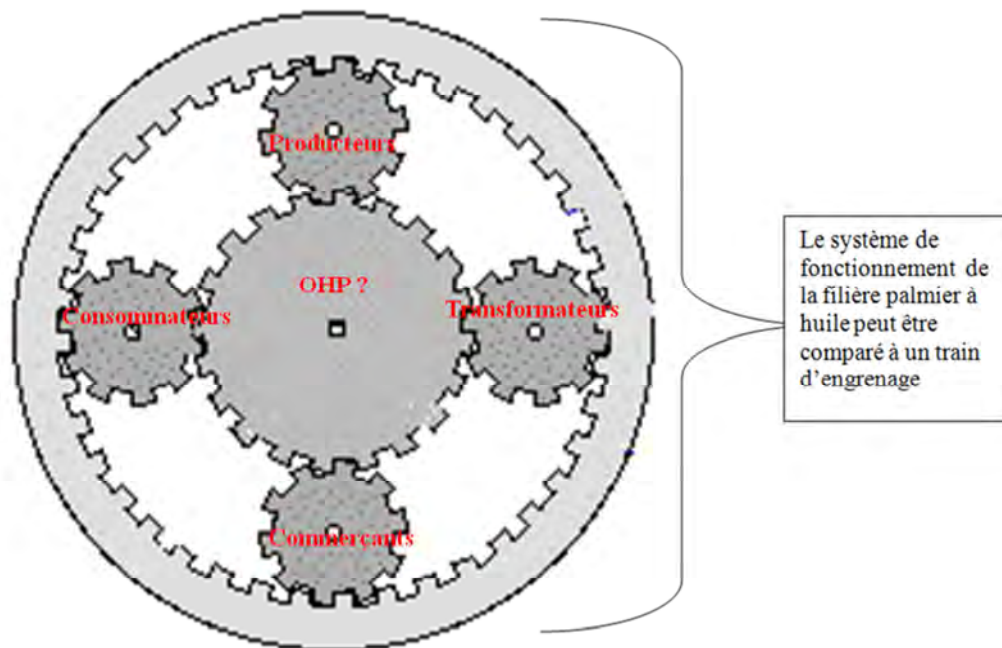 Producteurs
OHP ?
Consommateurs
Transformateurs
Commerçants
Le système de
fonctionnement de
la filière palmier à
huile peut être
comparé à un train
d'engrenage